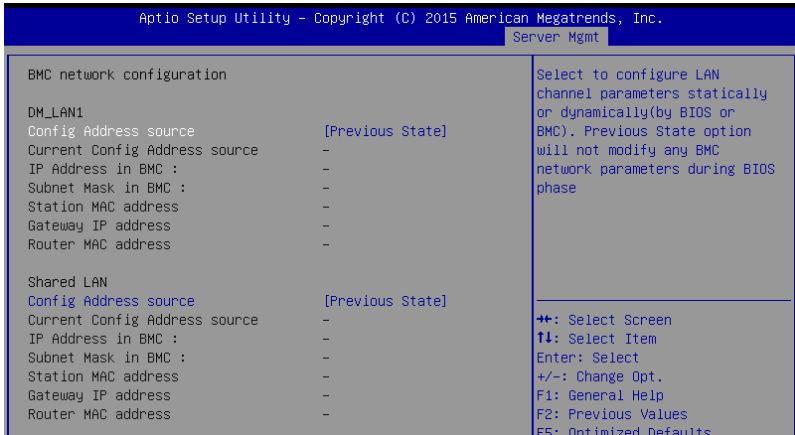 Aptio Setup Utility – Copyright (C) 2015 American Megatrends, Inc.
Server Mgmt
BMC network configuration
DM_LAN1
Config Address source [Previous State]
Current Config Address source –
IP Address in BMC : –
Subnet Mask in BMC : –
Station MAC address –
Gateway IP address –
Router MAC address –
Shared LAN
Config Address source [Previous State]
Current Config Address source –
IP Address in BMC : –
Subnet Mask in BMC : –
Station MAC address –
Gateway IP address –
Router MAC address –
Select to configure LAN
channel parameters statically
or dynamically(by BIOS or
BMC). Previous State option
will not modify any BMC
network parameters during BIOS
phase
→←: Select Screen
↑↓: Select Item
Enter: Select
+/-: Change Opt.
F1: General Help
F2: Previous Values
F5: Optimized Defaults